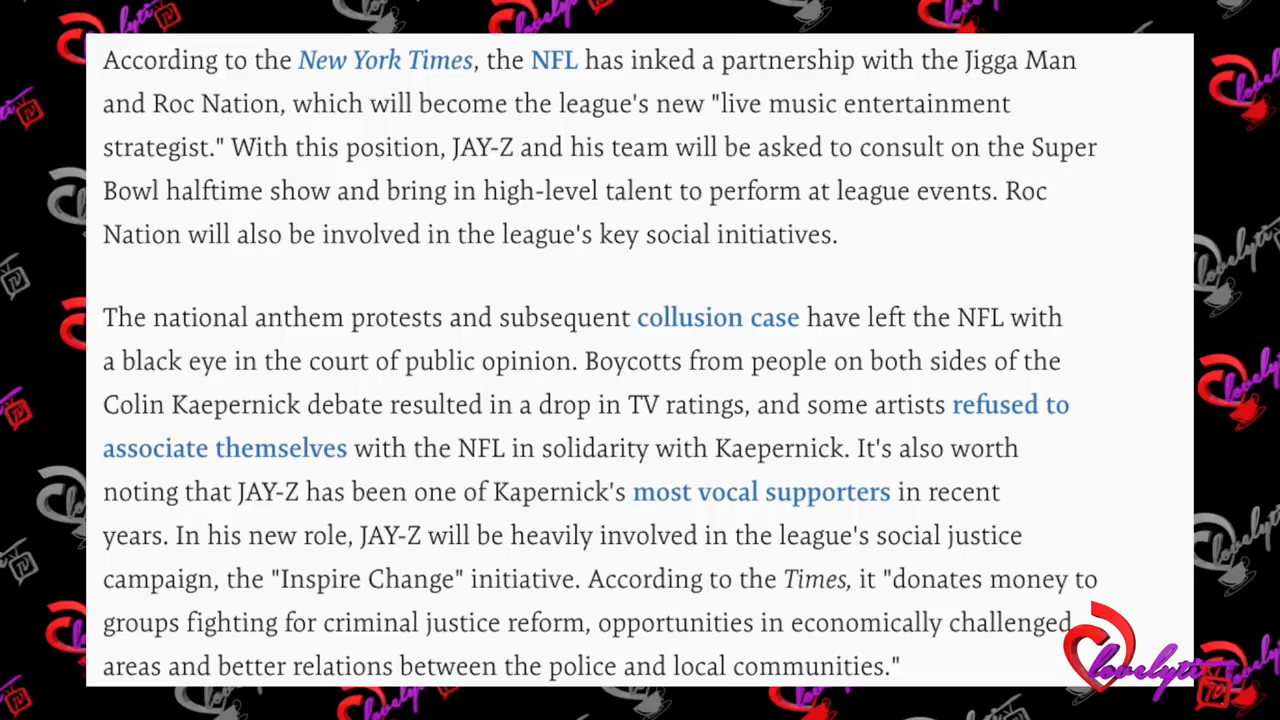 According to the New York Times, the NFL has inked a partnership with the Jigga Man
and Roc Nation, which will become the league's new "live music entertainment
strategist." With this position, JAY-Z and his team will be asked to consult on the Super
Bowl halftime show and bring in high-level talent to perform at league events. Roc
Nation will also be involved in the league's key social initiatives.
The national anthem protests and subsequent collusion case have left the NFL with
a black eye in the court of public opinion. Boycotts from people on both sides of the
Colin Kaepernick debate resulted in a drop in TV ratings, and some artists refused to
associate themselves with the NFL in solidarity with Kaepernick. It's also worth
noting that JAY-Z has been one of Kapernick's most vocal supporters in recent
years. In his new role, JAY-Z will be heavily involved in the league's social justice
campaign, the "Inspire Change" initiative. According to the Times, it "donates money to
groups fighting for criminal justice reform, opportunities in economically challenged
areas and better relations between the police and local communities."
lovelyti